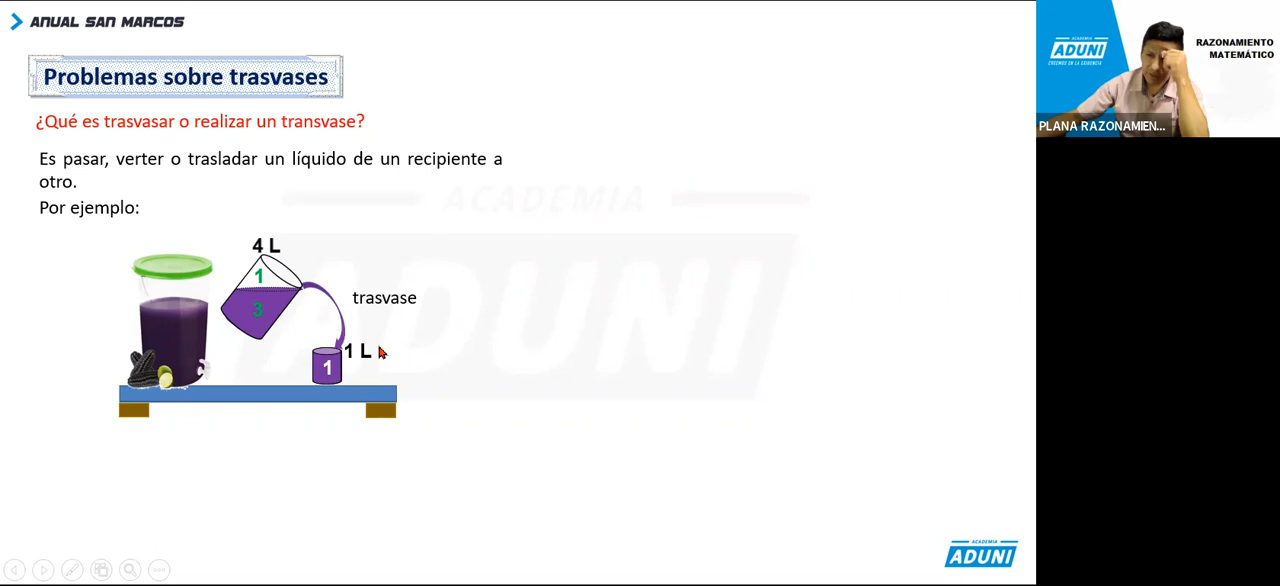 ANUAL SAN MARCOS
Problemas sobre trasvases
¿Qué es trasvasar o realizar un transvase?
Es pasar, verter o trasladar un líquido de un recipiente a
otro.
Por ejemplo:
4 L
1
3
trasvase
1 L
1
ACADEMIA
ADUNI
ACADEMIA
ADUNI
ACADEMIA
ADUNI
CREEMOS EN LA EXIGENCIA
RAZONAMIENTO
MATEMÁTICO
PLANA RAZONAMIEN...